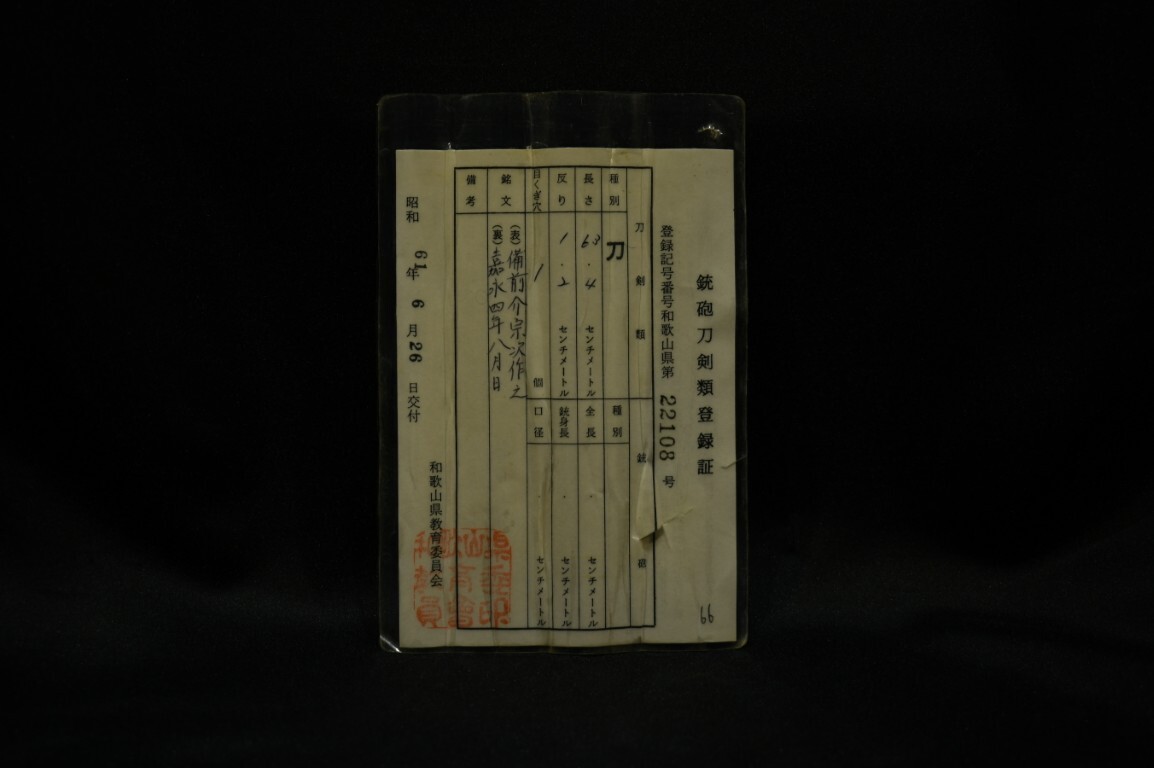 銃砲刀剣類登録証
登録記号番号和歌山県第 22108 号
刀剣類
銃砲
種別 刀
長さ 63.4 センチメートル
反り 1.2 センチメートル
目くぎ穴 1 個
銘文 (表) 備前介宗次作之
(裏) 嘉永四年八月日
備考
種別
全長 . センチメートル
銃身長 . センチメートル
口径 センチメートル
昭和 61 年 6 月 26 日交付
和歌山県教育委員会
66